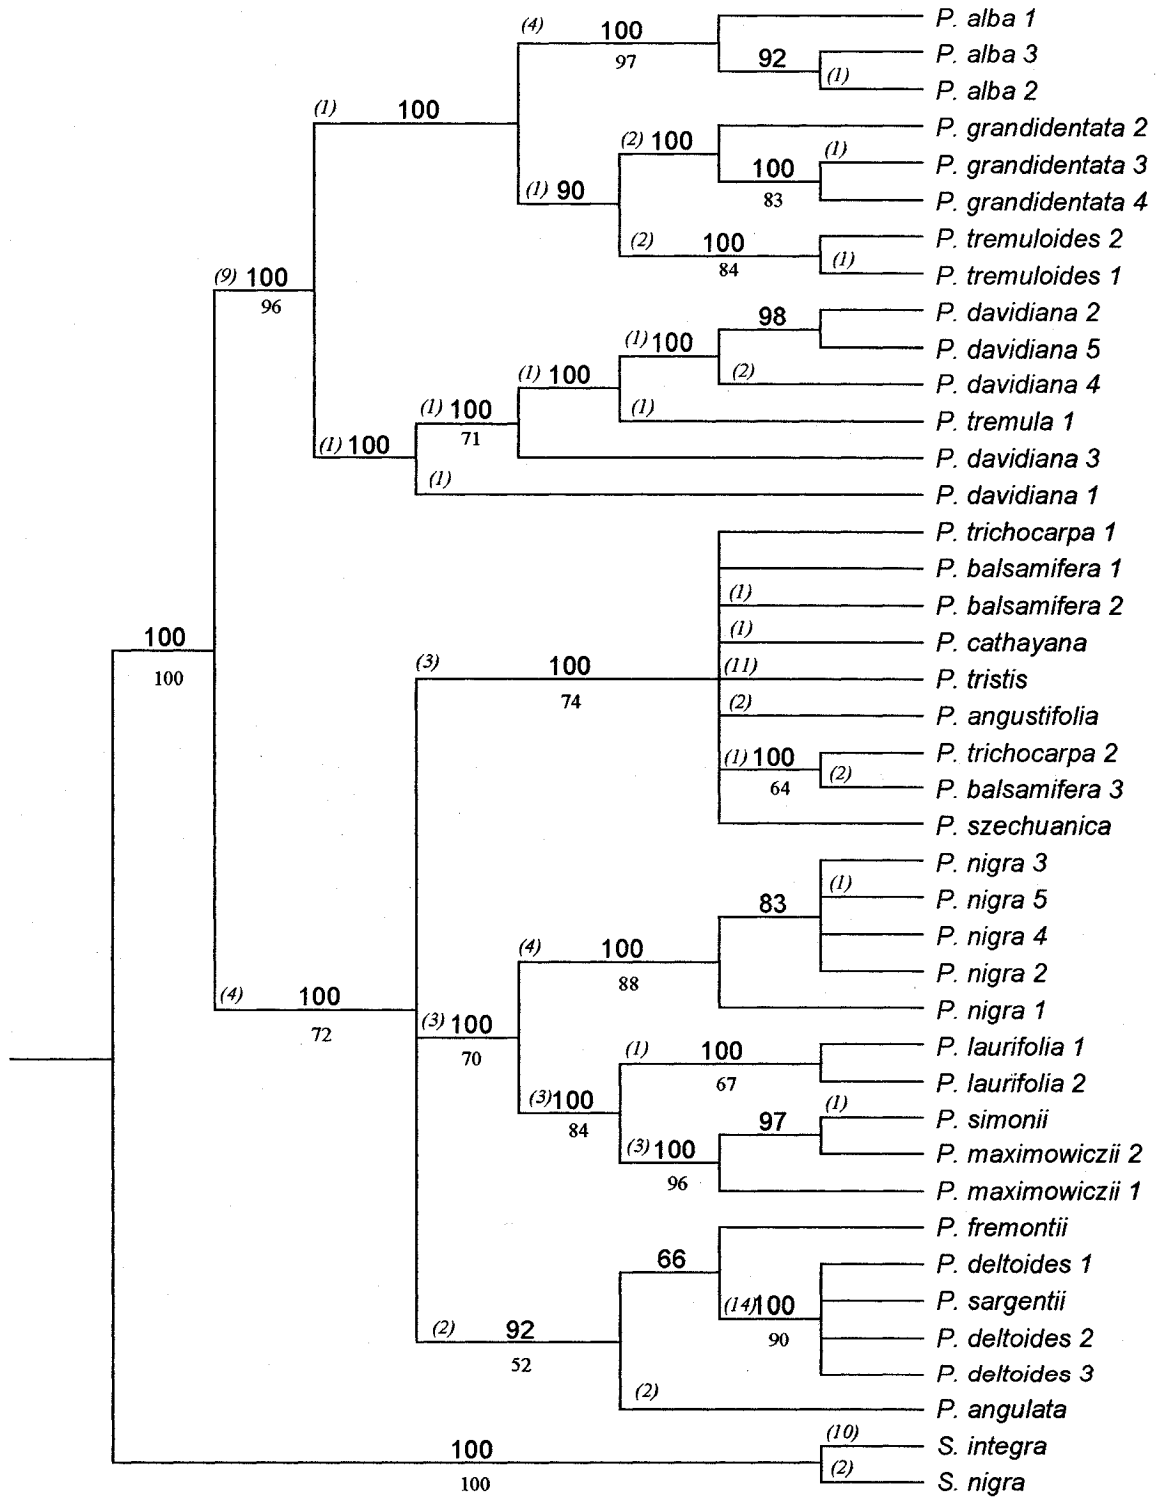 (4) 100 P. alba 1
97 92 P. alba 3
(1) P. alba 2
(1) 100 P. grandidentata 2
(2) 100 (1) P. grandidentata 3
100
(1) 90 83 P. grandidentata 4
(2) 100 P. tremuloides 2
84 (1) P. tremuloides 1
(9) 100
96 98 P. davidiana 2
(1) 100 P. davidiana 5
(1) 100 (2) P. davidiana 4
(1) 100 (1) P. tremula 1
71
(1) 100 P. davidiana 3
(1) P. davidiana 1
P. trichocarpa 1
P. balsamifera 1
(1) P. balsamifera 2
100 (1) P. cathayana
100 (3) 100 (11) P. tristis
74 (2) P. angustifolia
(1) 100 P. trichocarpa 2
64 (2) P. balsamifera 3
P. szechuanica
P. nigra 3
83 (1) P. nigra 5
(4) 100 P. nigra 4
88 P. nigra 2
(4) 100 P. nigra 1
72 (3) 100
70 (1) 100 P. laurifolia 1
67 P. laurifolia 2
(3) 100 97 (1) P. simonii
84 (3) 100 P. maximowiczii 2
96 P. maximowiczii 1
P. fremontii
66 P. deltoides 1
(14) 100 P. sargentii
(2) 92 90 P. deltoides 2
52 P. deltoides 3
(2) P. angulata
100 (10) S. integra
100 (2) S. nigra